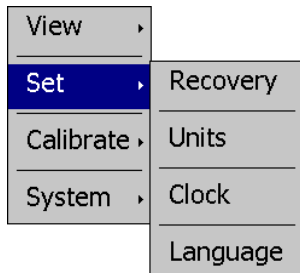 View
Set
Calibrate
System
Recovery
Units
Clock
Language